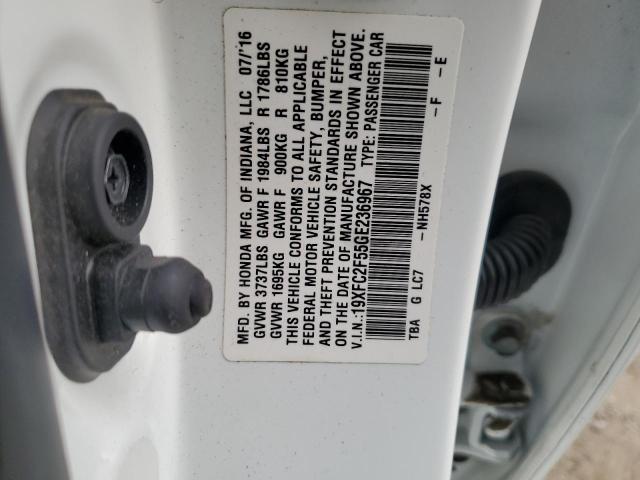 MFD. BY HONDA MFG. OF INDIANA, LLC 07/'16
GVWR 3737LBS GAWR F 1984LBS R 1786LBS
GVWR 1695KG GAWR F 900KG R 810KG
THIS VEHICLE CONFORMS TO ALL APPLICABLE
FEDERAL MOTOR VEHICLE SAFETY, BUMPER,
AND THEFT PREVENTION STANDARDS IN EFFECT
ON THE DATE OF MANUFACTURE SHOWN ABOVE.
V.I.N.:19XFC2F55GE236967 TYPE: PASSENGER CAR
TBA G LC7 -NH578X -F -E